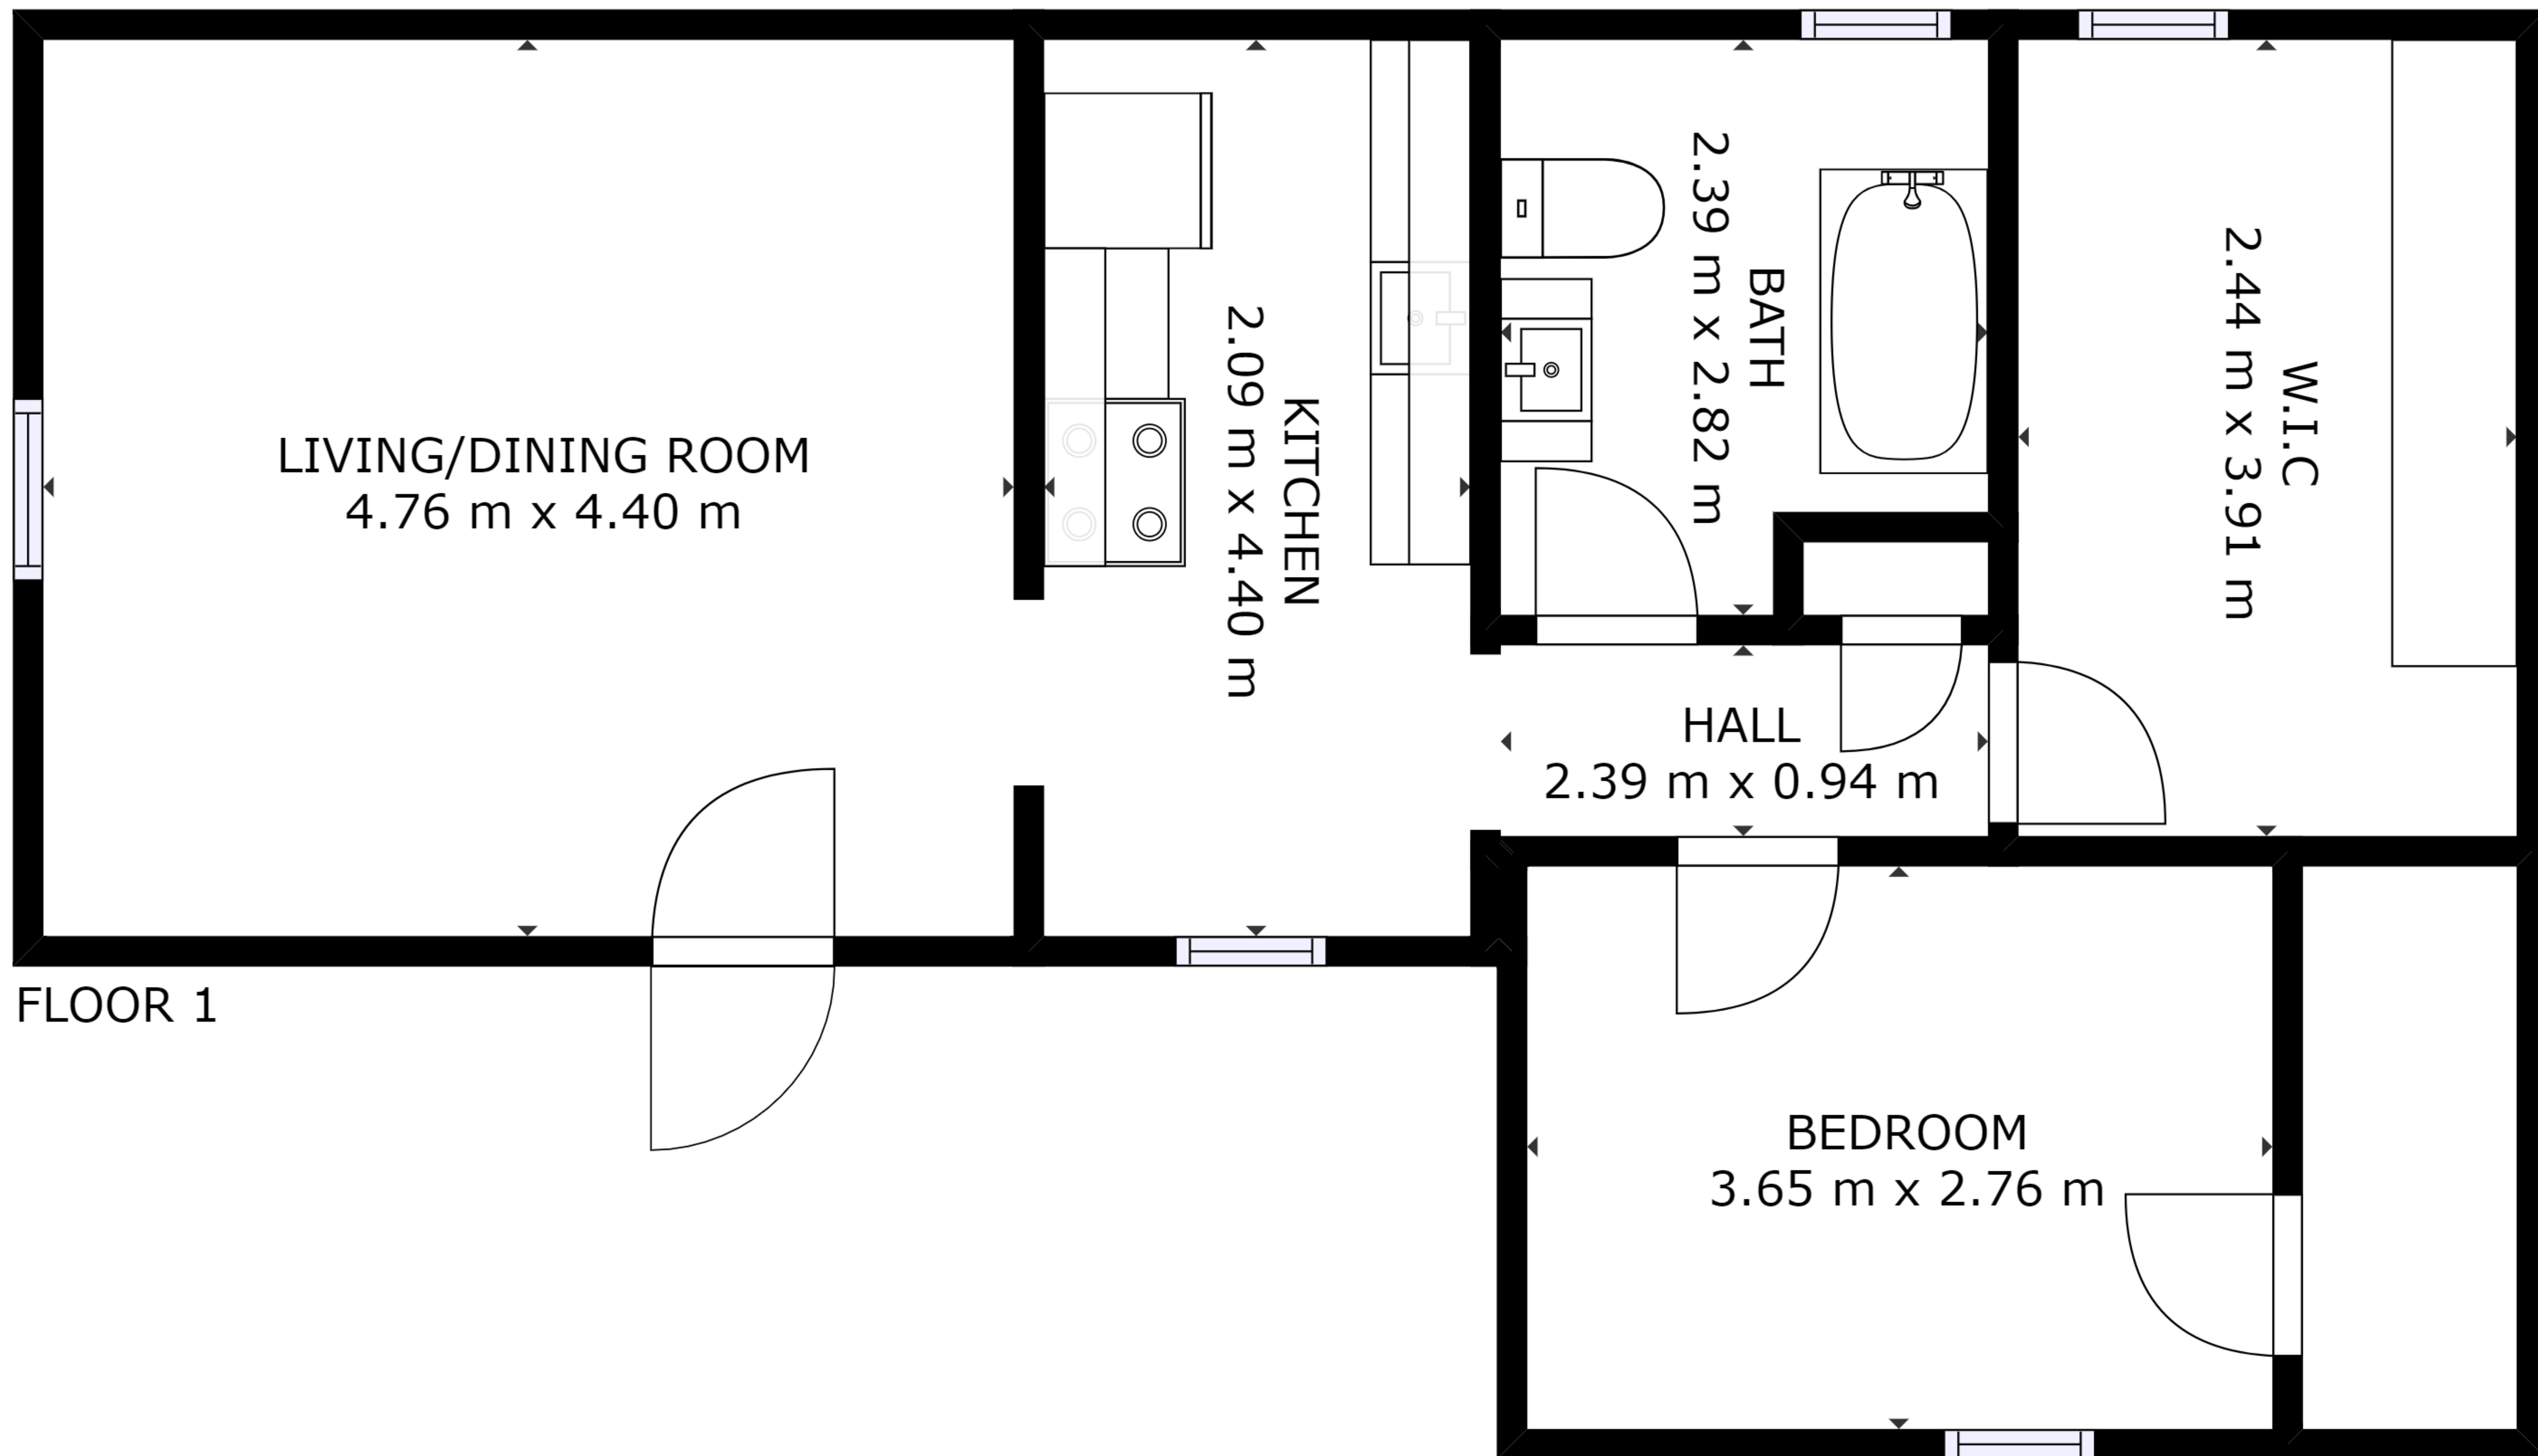 LIVING/DINING ROOM
4.76 m x 4.40 m
KITCHEN
2.09 m x 4.40 m
BATH
2.39 m x 2.82 m
W.I.C
2.44 m x 3.91 m
HALL
2.39 m x 0.94 m
BEDROOM
3.65 m x 2.76 m
FLOOR 1